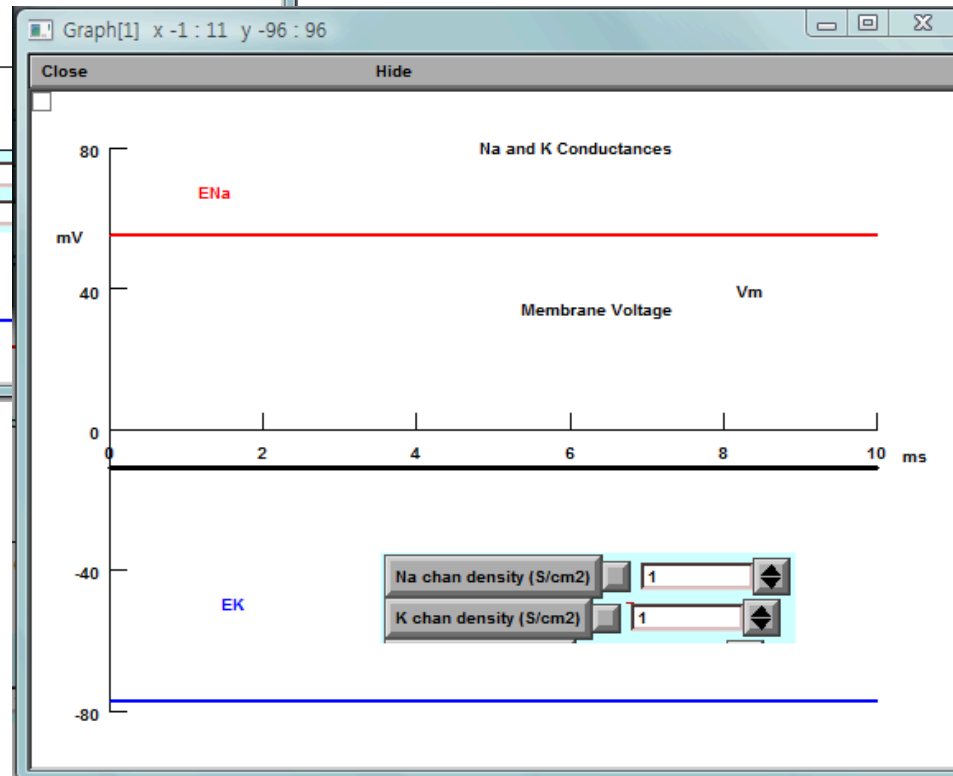 Graph[1] x -1 : 11 y -96 : 96
Close Hide
80
Na and K Conductances
ENa
mV
40
Vm
Membrane Voltage
0
0 2 4 6 8 10 ms
-40
Na chan density (S/cm2) 1
EK
K chan density (S/cm2) 1
-80